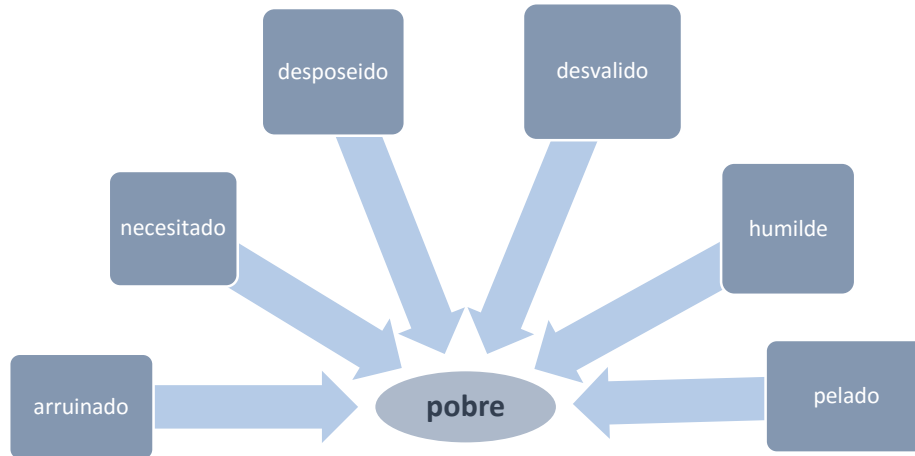 desposeido
desvalido
necesitado
humilde
arruinado
pobre
pelado